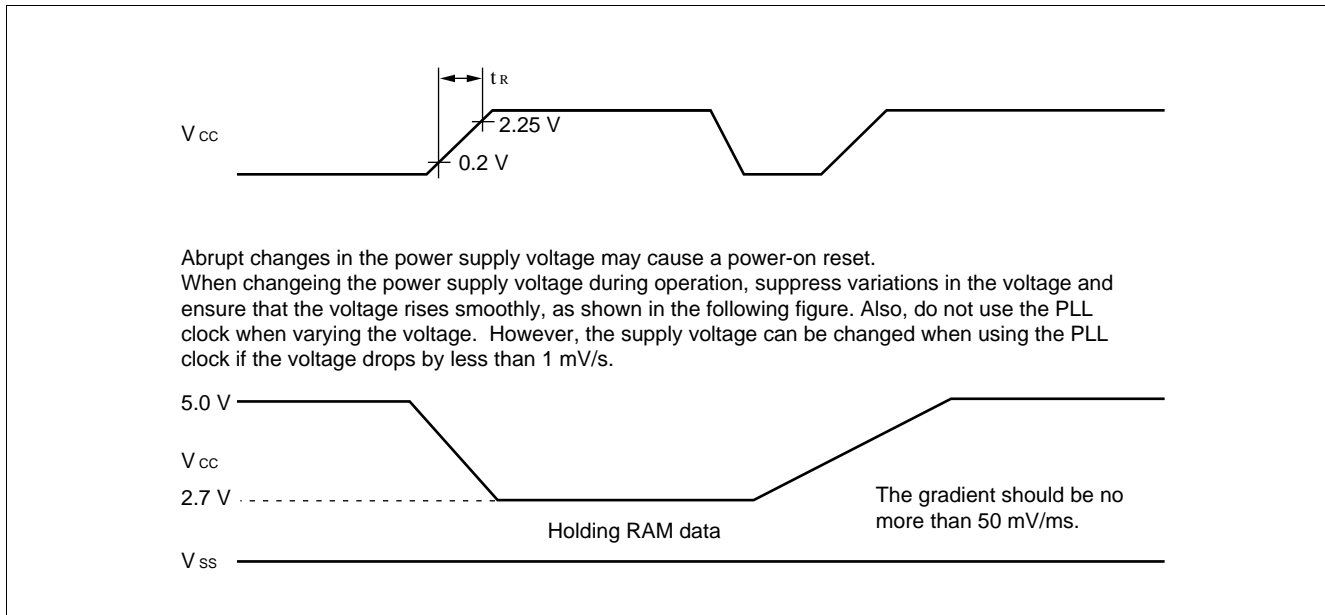 t R
V CC
2.25 V
0.2 V
Abrupt changes in the power supply voltage may cause a power-on reset.
When changeing the power supply voltage during operation, suppress variations in the voltage and
ensure that the voltage rises smoothly, as shown in the following figure. Also, do not use the PLL
clock when varying the voltage.  However, the supply voltage can be changed when using the PLL
clock if the voltage drops by less than 1 mV/s.
5.0 V
V CC
2.7 V
The gradient should be no
more than 50 mV/ms.
Holding RAM data
V SS